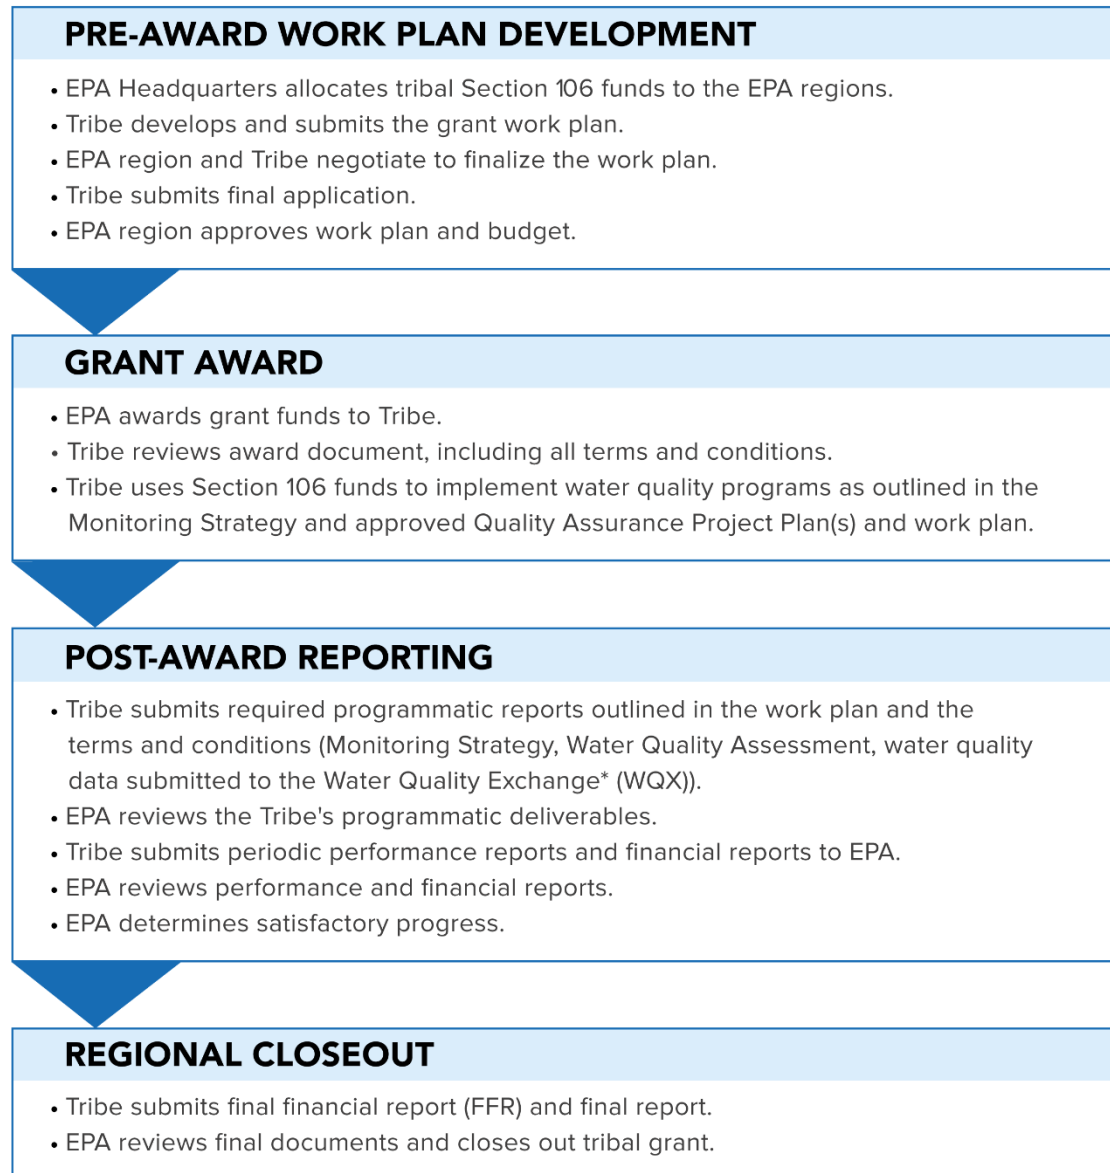 PRE-AWARD WORK PLAN DEVELOPMENT
• EPA Headquarters allocates tribal Section 106 funds to the EPA regions.
• Tribe develops and submits the grant work plan.
• EPA region and Tribe negotiate to finalize the work plan.
• Tribe submits final application.
• EPA region approves work plan and budget.
GRANT AWARD
• EPA awards grant funds to Tribe.
• Tribe reviews award document, including all terms and conditions.
• Tribe uses Section 106 funds to implement water quality programs as outlined in the
Monitoring Strategy and approved Quality Assurance Project Plan(s) and work plan.
POST-AWARD REPORTING
• Tribe submits required programmatic reports outlined in the work plan and the
terms and conditions (Monitoring Strategy, Water Quality Assessment, water quality
data submitted to the Water Quality Exchange* (WQX)).
• EPA reviews the Tribe's programmatic deliverables.
• Tribe submits periodic performance reports and financial reports to EPA.
• EPA reviews performance and financial reports.
• EPA determines satisfactory progress.
REGIONAL CLOSEOUT
• Tribe submits final financial report (FFR) and final report.
• EPA reviews final documents and closes out tribal grant.